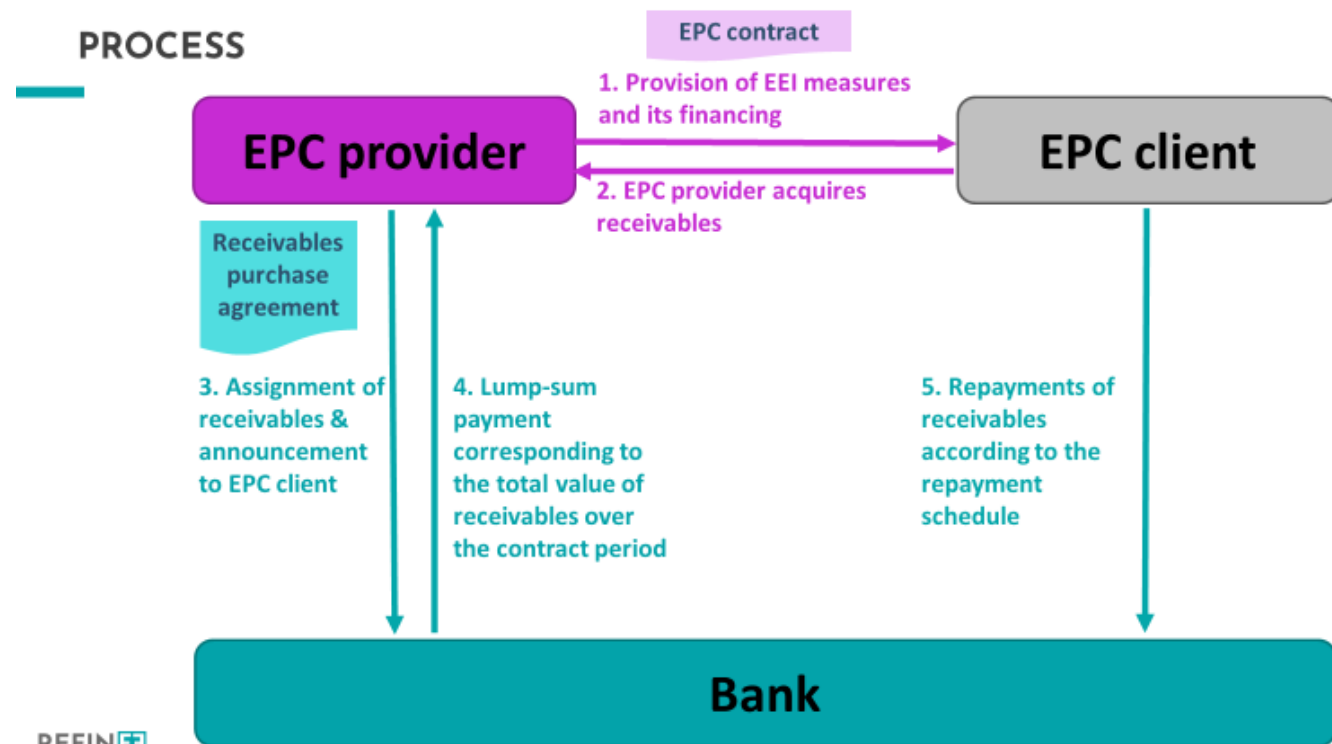 PROCESS
EPC contract
1. Provision of EEI measures
and its financing
EPC provider
EPC client
2. EPC provider acquires
receivables
Receivables
purchase
agreement
3. Assignment of
receivables &
announcement
to EPC client
4. Lump-sum
payment
corresponding to
the total value of
receivables over
the contract period
5. Repayments of
receivables
according to the
repayment
schedule
Bank
REFIN